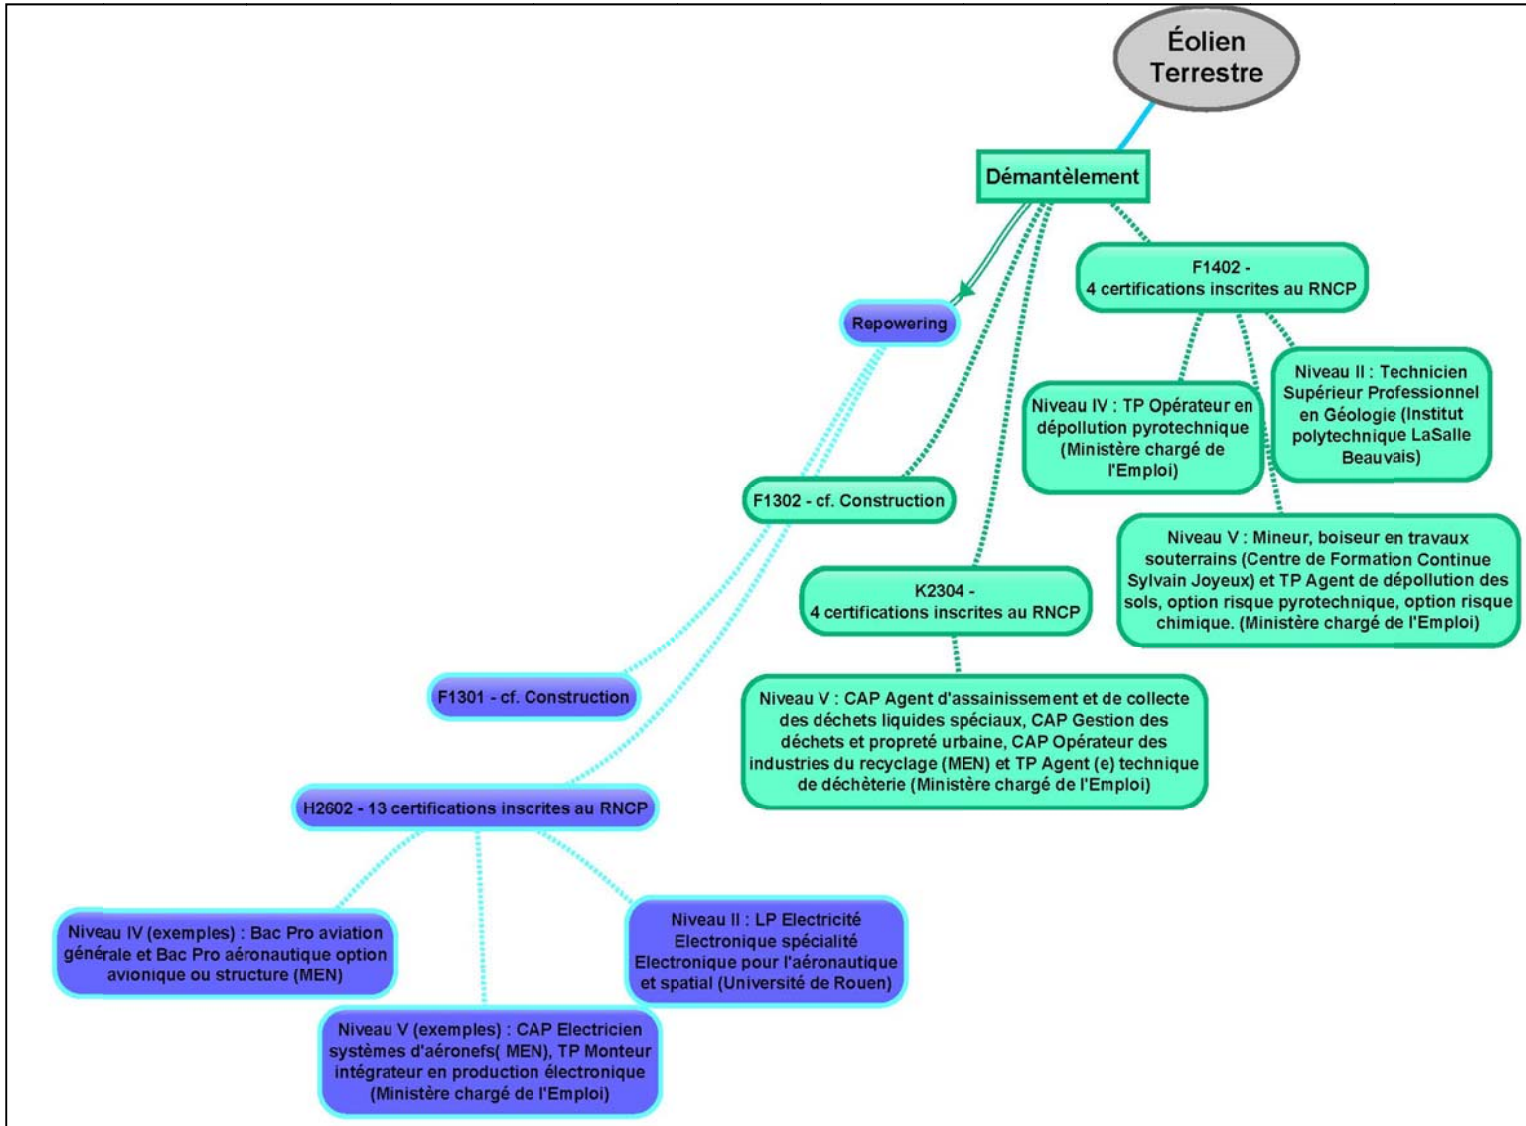 Éolien
Terrestre
Démantèlement
F1402 -
4 certifications inscrites au RNCP
Repowering
Niveau II : Technicien
Supérieur Professionnel
en Géologie (Institut
polytechnique LaSalle
Beauvais)
Niveau IV : TP Opérateur en
dépollution pyrotechnique
(Ministère chargé de
l'Emploi)
F1302 - cf. Construction
Niveau V : Mineur, boiseur en travaux
souterrains (Centre de Formation Continue
Sylvain Joyeux) et TP Agent de dépollution des
sols, option risque pyrotechnique, option risque
chimique. (Ministère chargé de l'Emploi)
K2304 -
4 certifications inscrites au RNCP
F1301 - cf. Construction
Niveau V : CAP Agent d'assainissement et de collecte
des déchets liquides spéciaux, CAP Gestion des
déchets et propreté urbaine, CAP Opérateur des
industries du recyclage (MEN) et TP Agent (e) technique
de déchèterie (Ministère chargé de l'Emploi)
H2602 - 13 certifications inscrites au RNCP
Niveau IV (exemples) : Bac Pro aviation
générale et Bac Pro aéronautique option
avionique ou structure (MEN)
Niveau II : LP Electricité
Electronique spécialité
Electronique pour l'aéronautique
et spatial (Université de Rouen)
Niveau V (exemples) : CAP Electricien
systèmes d'aéronefs( MEN), TP Monteur
intégrateur en production électronique
(Ministère chargé de l'Emploi)